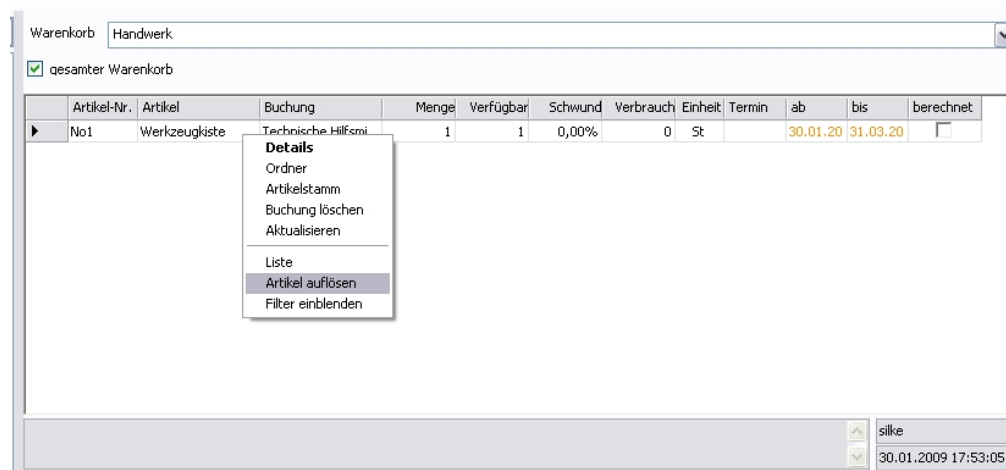 Warenkorb Handwerk
gesamter Warenkorb
Artikel-Nr. Artikel Buchung Menge Verfügbar Schwund Verbrauch Einheit Termin ab bis berechnet
No1 Werkzeugkiste Technische Hilfsmi 1 1 0,00% 0 St 30.01.20 31.03.20
Details
Ordner
Artikelstamm
Buchung löschen
Aktualisieren
Liste
Artikel auflösen
Filter einblenden
silke
30.01.2009 17:53:05